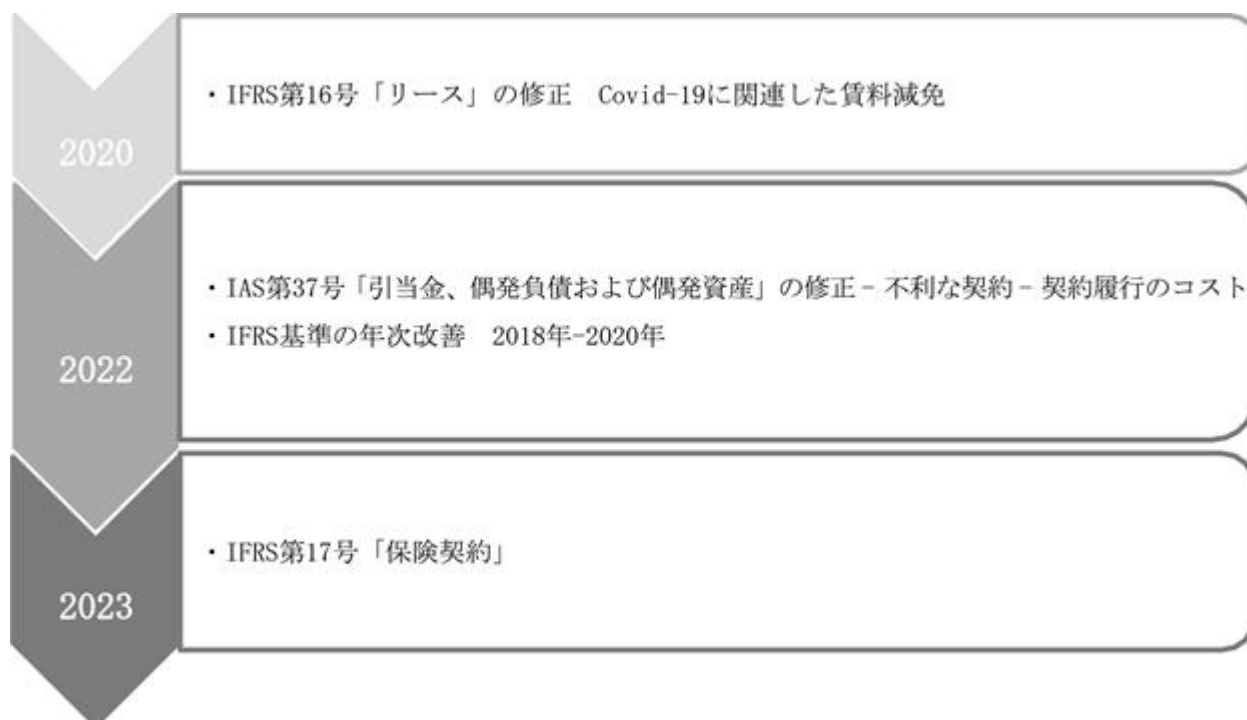 2020
・IFRS第16号「リース」の修正　Covid-19に関連した賃料減免
2022
・IAS第37号「引当金、偶発負債および偶発資産」の修正－不利な契約－契約履行のコスト
・IFRS基準の年次改善　2018年-2020年
2023
・IFRS第17号「保険契約」